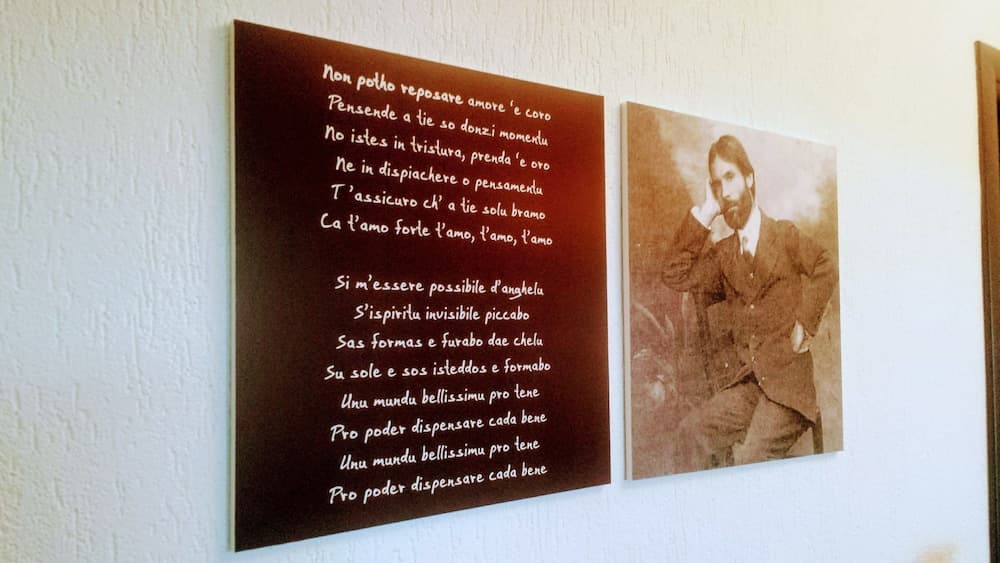 Non potho reposare amore 'e coro
Pensende a tie so donzi momentu
No istes in tristura, prenda 'e oro
Ne in dispiachere o pensamentu
T'assicuro ch' a tie solu bramo
Ca t'amo forte t'amo, t'amo, t'amo
Si m'essere possibile d'anghelu
S'ispiritu invisibile piccabo
Sas formas e furabo dae chelu
Su sole e sos isteddos e formabo
Unu mundu bellissimu pro tene
Pro poder dispensare cada bene
Unu mundu bellissimu pro tene
Pro poder dispensare cada bene